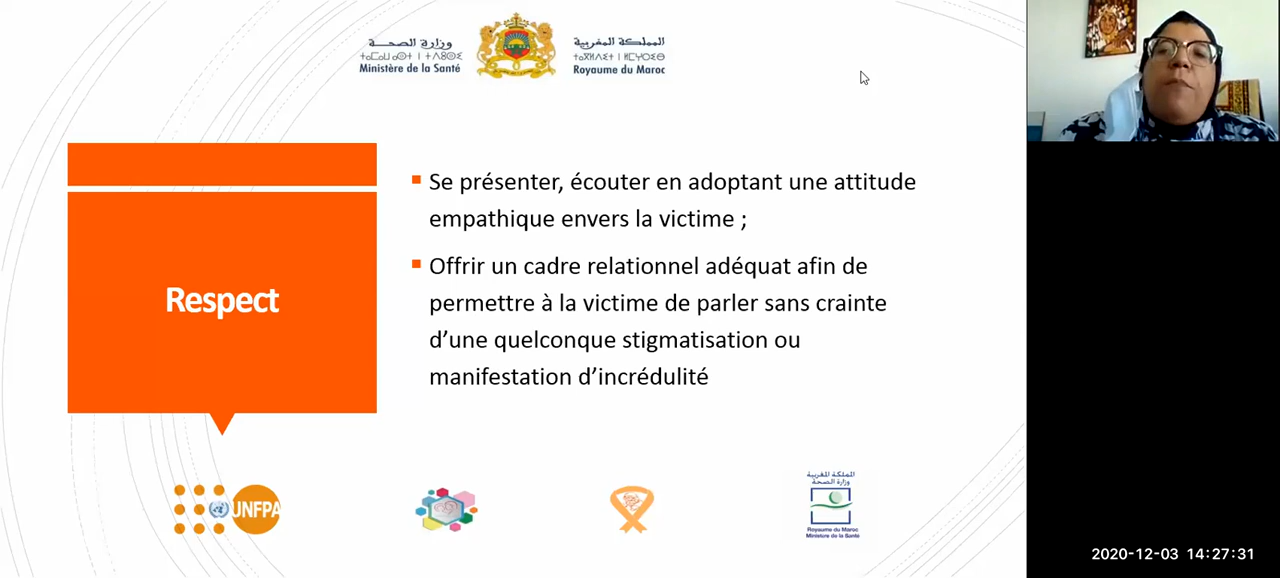 وزارة الصحة
Ministère de la Santé
المملكة المغربية
Royaume du Maroc
Respect
Se présenter, écouter en adoptant une attitude
empathique envers la victime ;
Offrir un cadre relationnel adéquat afin de
permettre à la victime de parler sans crainte
d’une quelconque stigmatisation ou
manifestation d’incrédulité
UNFPA
المملكة المغربية
وزارة الصحة
Royaume du Maroc
Ministère de la Santé
2020-12-03 14:27:31